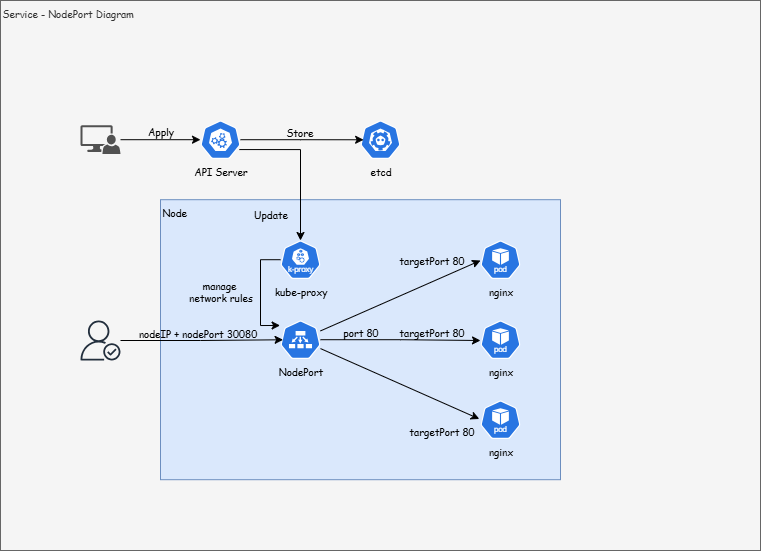 Service - NodePort Diagram
Apply
Store
API Server
etcd
Node
Update
k-proxy
kube-proxy
manage
network rules
targetPort 80
pod
nginx
nodeIP + nodePort 30080
NodePort
port 80
targetPort 80
pod
nginx
targetPort 80
pod
nginx